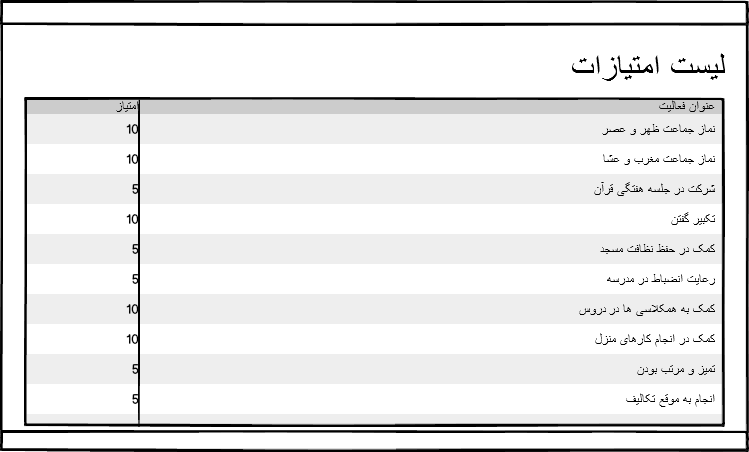 لیست امتیازات
عنوان فعالیت امتیاز
نماز جماعت ظهر و عصر 10
نماز جماعت مغرب و عشا 10
شرکت در جلسه هفتگی قرآن 5
تکبیر گفتن 10
کمک در حفظ نظافت مسجد 5
رعایت انضباط در مدرسه 5
کمک به همکلاسی ها در دروس 10
کمک در انجام کارهای منزل 10
تمیز و مرتب بودن 5
انجام به موقع تکالیف 5